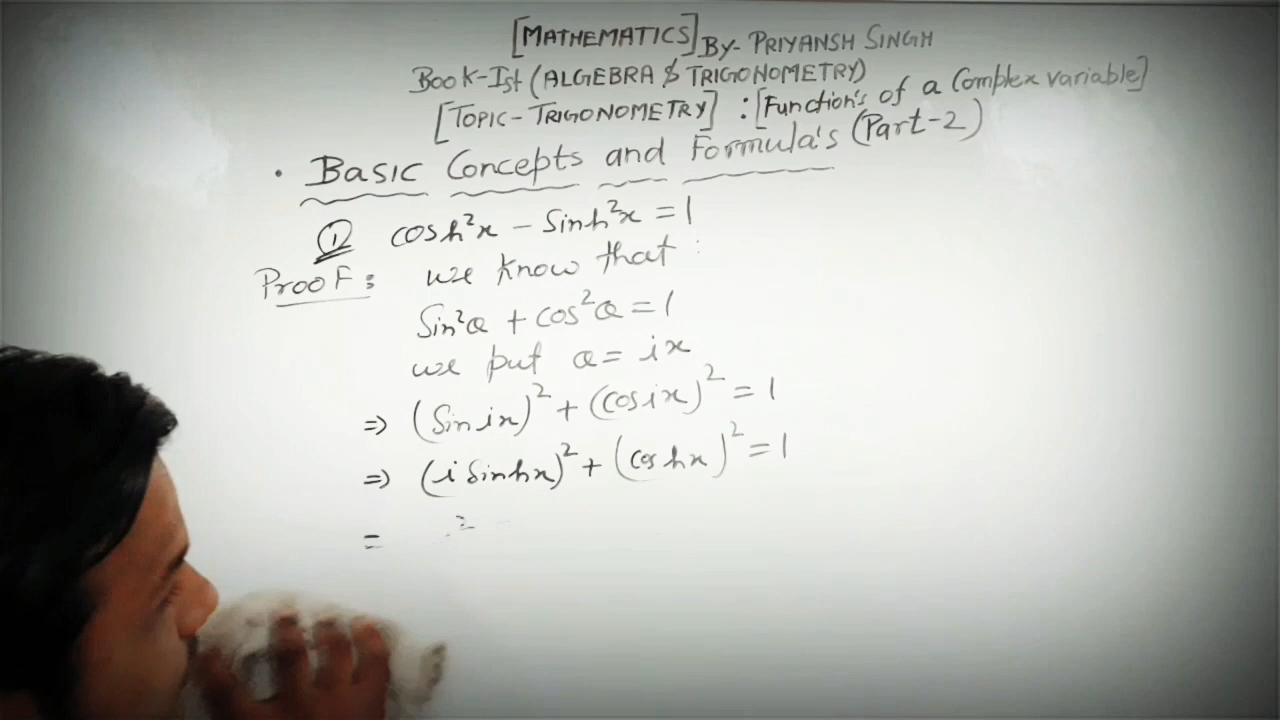 [MATHEMATICS] By- PRIYANSH SINGH
BOOK-Ist (ALGEBRA & TRIGONOMETRY)
[TOPIC- TRIGONOMETRY] : [Function's of a Complex variable]
• BASIC Concepts and Formula's (Part-2)
① cosh²x - Sinh²x = 1
PROOF: we know that :
Sin²θ + cos²θ = 1
we put θ = ix
⇒ (Sin ix)² + (cos ix)² = 1
⇒ (i Sinhx)² + (coshx)² = 1
=